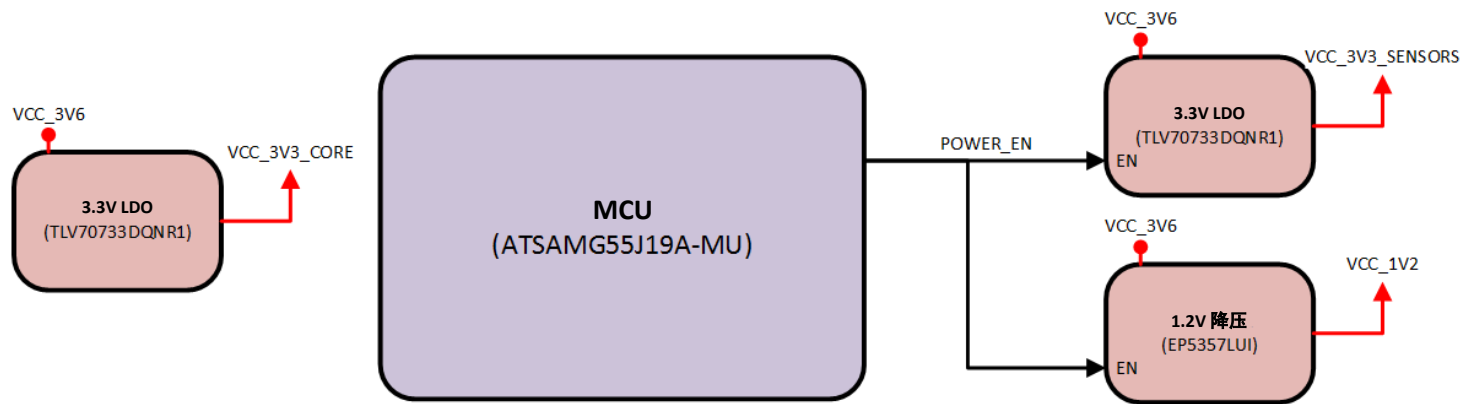 VCC_3V6
VCC_3V3_CORE
3.3V LDO
(TLV70733DQNR1)
MCU
(ATSAMG55J19A-MU)
POWER_EN
VCC_3V6
VCC_3V3_SENSORS
3.3V LDO
(TLV70733DQNR1)
EN
VCC_3V6
VCC_1V2
1.2V 降压
(EP5357LUI)
EN